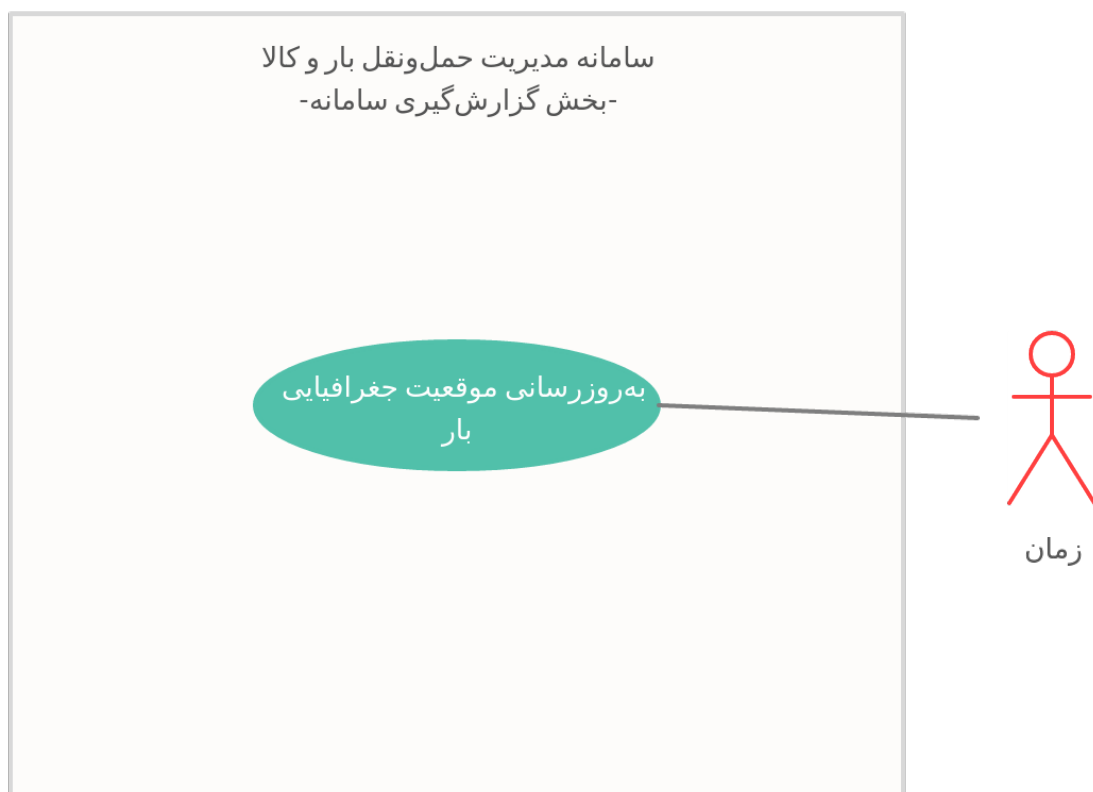 سامانه مدیریت حمل‌ونقل بار و کالا
-بخش گزارش‌گیری سامانه-
به‌روزرسانی موقعیت جغرافیایی
بار
زمان